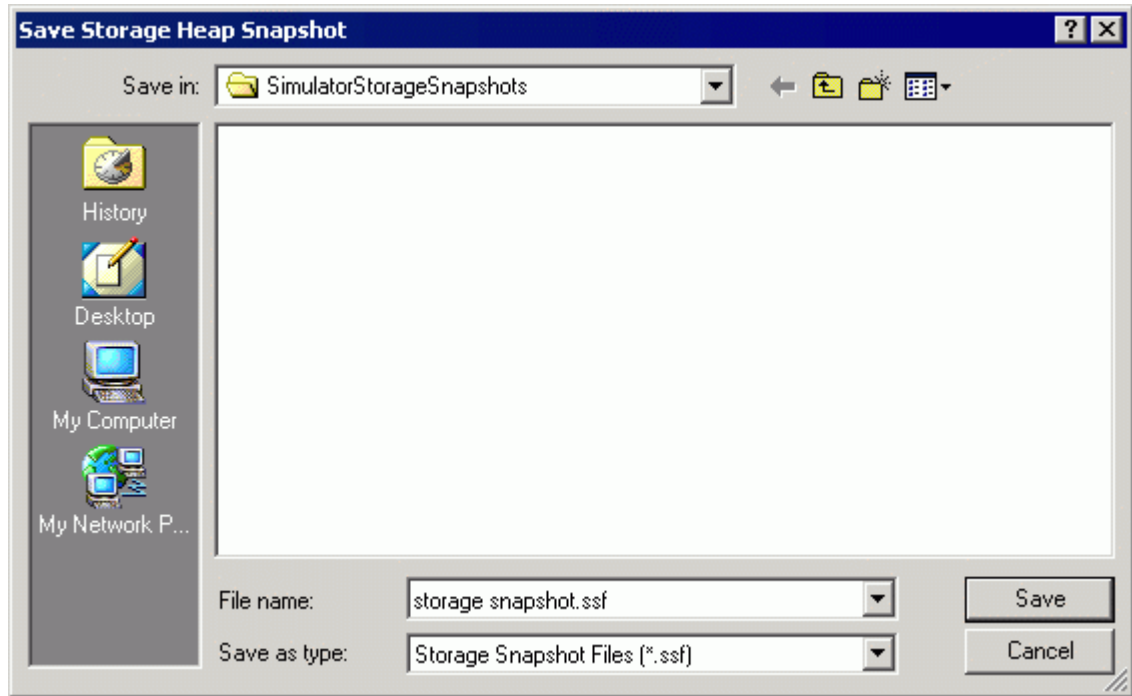 Save Storage Heap Snapshot
Save in: SimulatorStorageSnapshots
History
Desktop
My Computer
My Network P...
File name: storage snapshot.ssf Save
Save as type: Storage Snapshot Files (*.ssf) Cancel